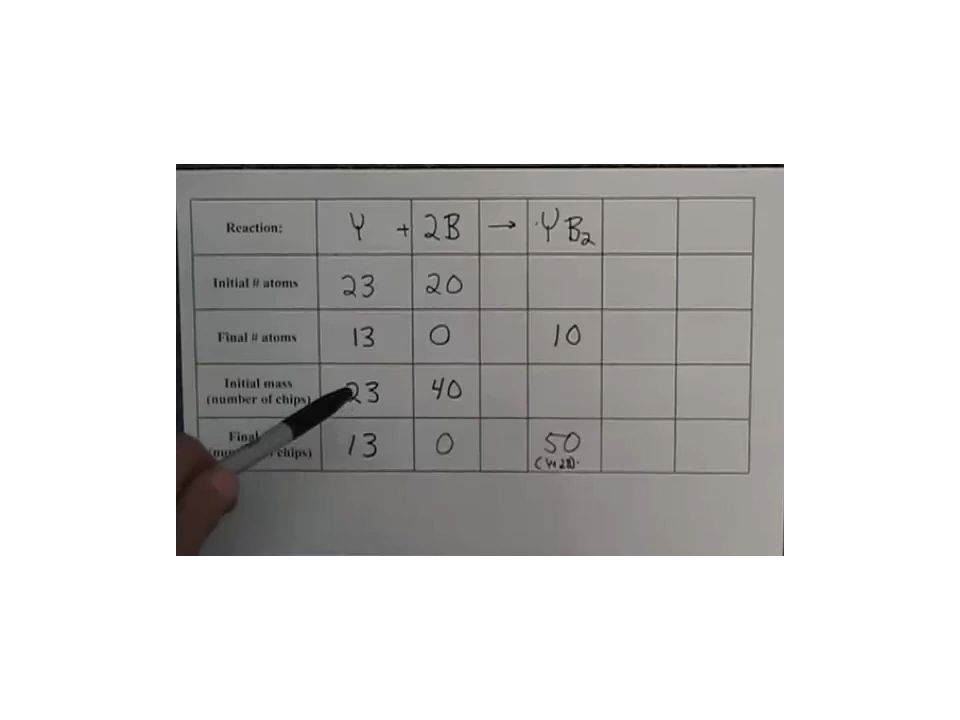 Reaction: Y + 2B → YB₂
Initial # atoms 23 20
Final # atoms 13 0 10
Initial mass 23 40
(number of chips)
Final 13 0 50
chips)